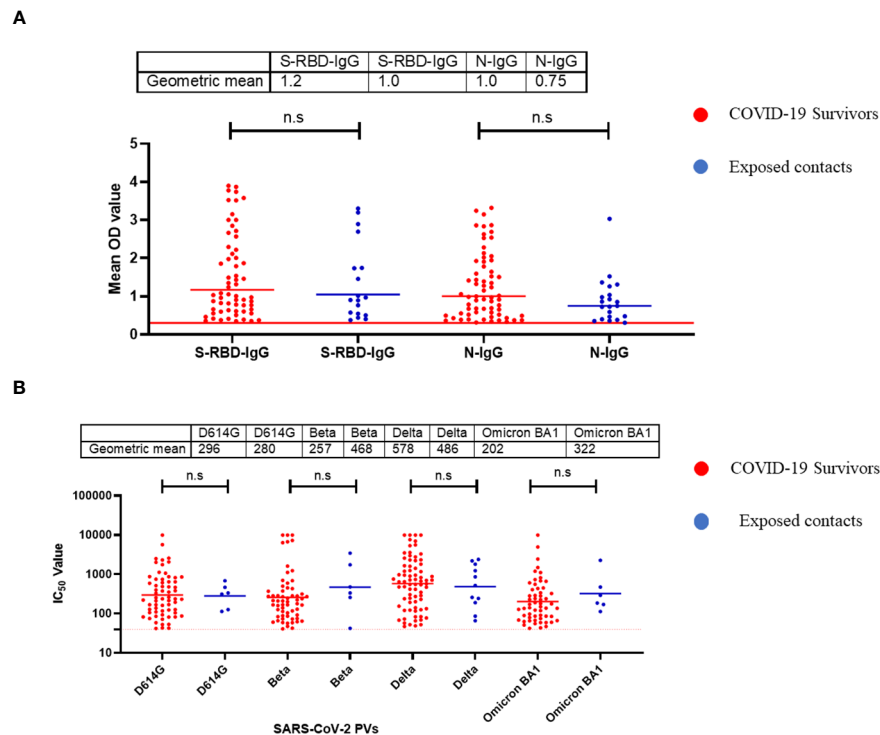 A
S-RBD-IgG S-RBD-IgG N-IgG N-IgG
Geometric mean 1.2 1.0 1.0 0.75
n.s n.s
COVID-19 Survivors
Exposed contacts
Mean OD value
5
4
3
2
1
0
S-RBD-IgG S-RBD-IgG N-IgG N-IgG
B
D614G D614G Beta Beta Delta Delta Omicron BA1 Omicron BA1
Geometric mean 296 280 257 468 578 486 202 322
n.s n.s n.s n.s
COVID-19 Survivors
Exposed contacts
IC50 Value
100000
10000
1000
100
10
D614G D614G Beta Beta Delta Delta Omicron BA1 Omicron BA1
SARS-CoV-2 PVs